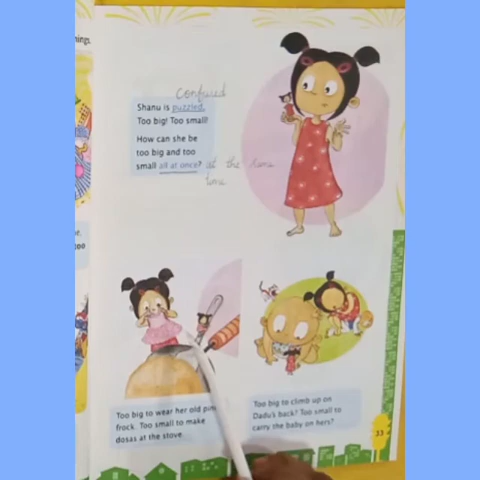 confused
Shanu is puzzled.
Too big! Too small!
How can she be
too big and too
small all at once? at the same
time
Too big to wear her old pink
frock. Too small to make
dosas at the stove.
Too big to climb up on
Dadu's back? Too small to
carry the baby on hers?
33